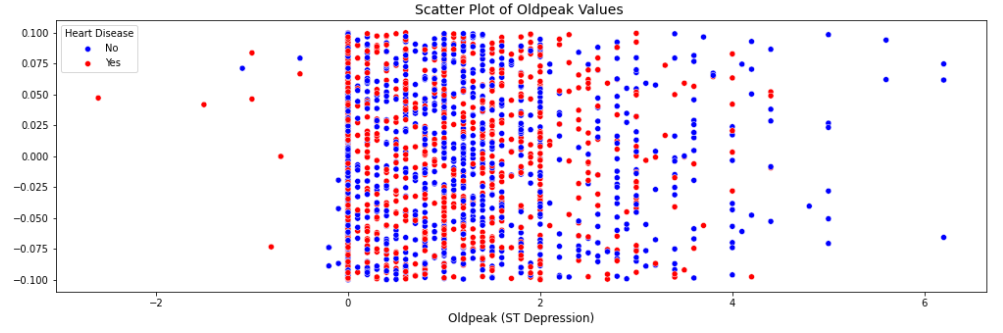 Scatter Plot of Oldpeak Values
Heart Disease
No
Yes
0.100
0.075
0.050
0.025
0.000
−0.025
−0.050
−0.075
−0.100
−2
0
2
4
6
Oldpeak (ST Depression)